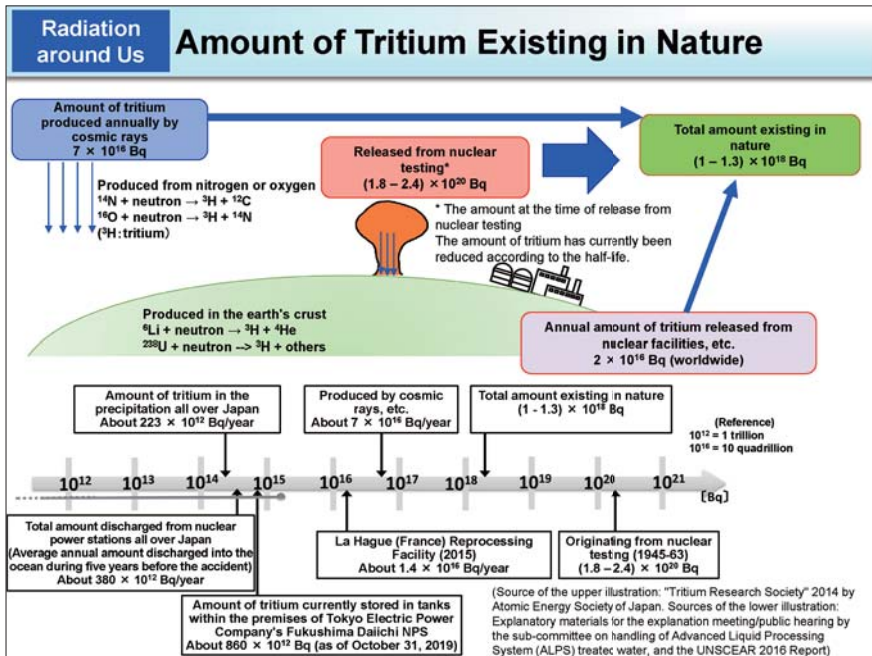 Radiation
around Us
Amount of Tritium Existing in Nature
Amount of tritium
produced annually by
cosmic rays
7 × 10¹⁶ Bq
Released from nuclear
testing*
(1.8 – 2.4) ×10²⁰ Bq
Total amount existing in
nature
(1 – 1.3) ×10¹⁸ Bq
Produced from nitrogen or oxygen
¹⁴N + neutron → ³H + ¹²C
¹⁶O + neutron → ³H + ¹⁴N
(³H:tritium)
* The amount at the time of release from
nuclear testing
The amount of tritium has currently been
reduced according to the half-life.
Produced in the earth's crust
⁶Li + neutron → ³H + ⁴He
²³⁸U + neutron --> ³H + others
Annual amount of tritium released from
nuclear facilities, etc.
2 × 10¹⁶ Bq (worldwide)
Amount of tritium in the
precipitation all over Japan
About 223 × 10¹² Bq/year
Produced by cosmic
rays, etc.
About 7 × 10¹⁶ Bq/year
Total amount existing in nature
(1 - 1.3) × 10¹⁸ Bq
(Reference)
10¹² = 1 trillion
10¹⁶ = 10 quadrillion
10¹² 10¹³ 10¹⁴ 10¹⁵ 10¹⁶ 10¹⁷ 10¹⁸ 10¹⁹ 10²⁰ 10²¹
[Bq]
Total amount discharged from nuclear
power stations all over Japan
(Average annual amount discharged into the
ocean during five years before the accident)
About 380 × 10¹² Bq/year
La Hague (France) Reprocessing
Facility (2015)
About 1.4 × 10¹⁶ Bq/year
Originating from nuclear
testing (1945-63)
(1.8 – 2.4) × 10²⁰ Bq
Amount of tritium currently stored in tanks
within the premises of Tokyo Electric Power
Company's Fukushima Daiichi NPS
About 860 × 10¹² Bq (as of October 31, 2019)
(Source of the upper illustration: "Tritium Research Society" 2014 by
Atomic Energy Society of Japan. Sources of the lower illustration:
Explanatory materials for the explanation meeting/public hearing by
the sub-committee on handling of Advanced Liquid Processing
System (ALPS) treated water, and the UNSCEAR 2016 Report)